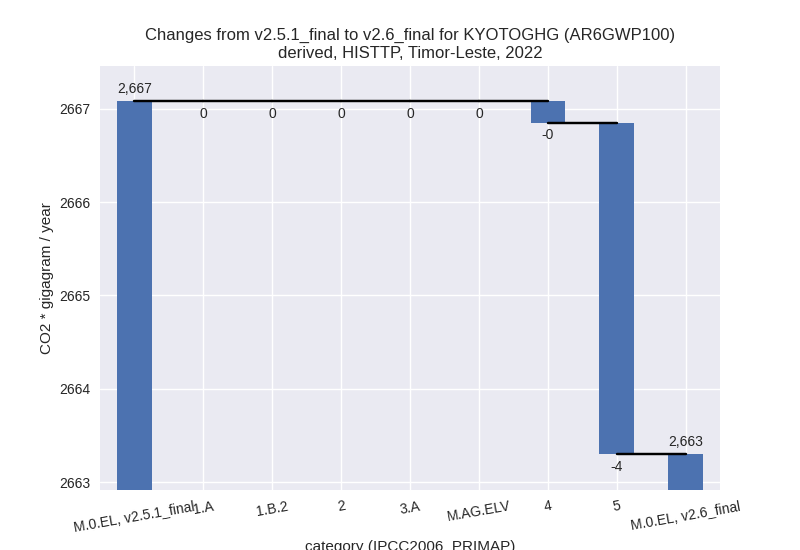 Changes from v2.5.1_final to v2.6_final for KYOTOGHG (AR6GWP100)
derived, HISTTP, Timor-Leste, 2022
2,667
0
0
0
0
0
-0
-4
2,663
2667
2666
2665
2664
2663
CO2 * gigagram / year
M.0.EL, v2.5.1_final
1.A
1.B.2
2
3.A
M.AG.ELV
4
5
M.0.EL, v2.6_final
category (IPCC2006_PRIMAP)